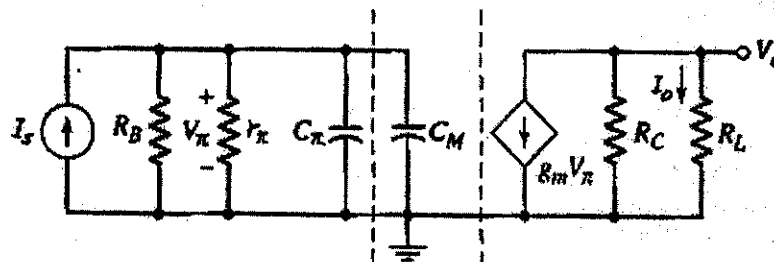 I_s
R_B
+
V_π
−
r_π
C_π
C_M
g_m V_π
R_C
I_o
R_L